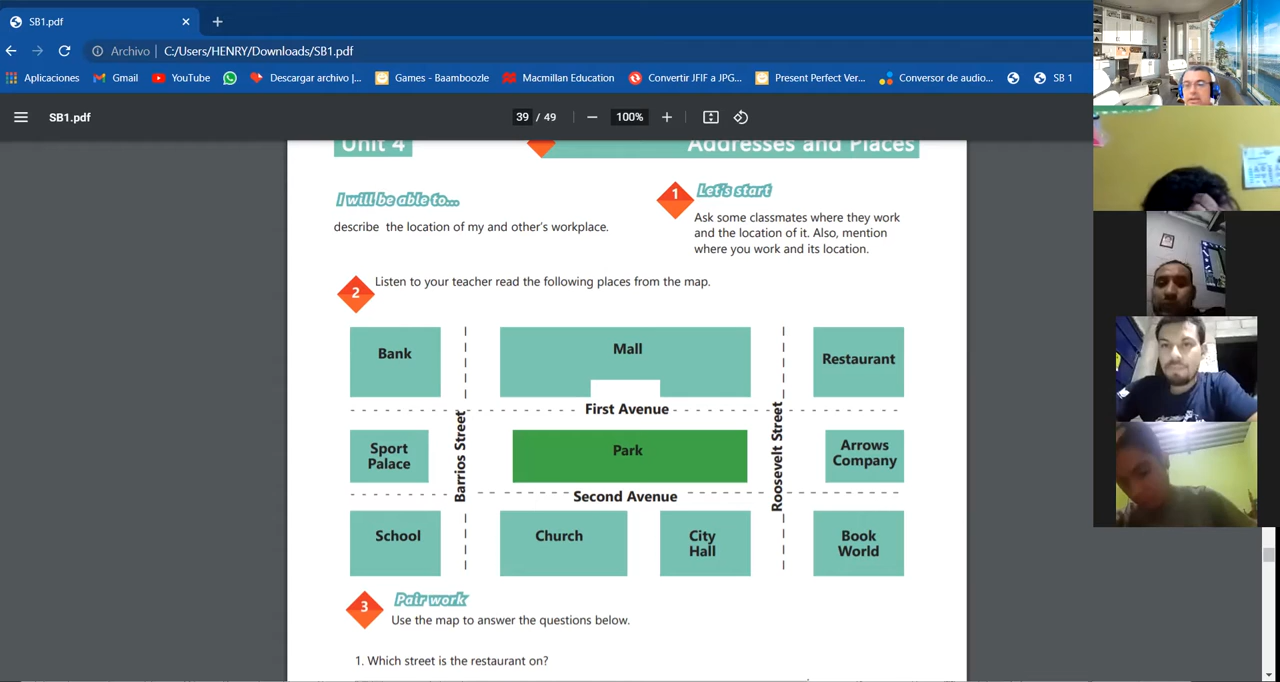 SB1.pdf
Archivo C:/Users/HENRY/Downloads/SB1.pdf
Aplicaciones Gmail YouTube Descargar archivo |... Games - Baamboozle Macmillan Education Convertir JFIF a JPG... Present Perfect Ver... Conversor de audio... SB 1
SB1.pdf 39 / 49 100%
Unit 4 Addresses and Places
I will be able to...
describe the location of my and other's workplace.
1 Let's start
Ask some classmates where they work
and the location of it. Also, mention
where you work and its location.
2 Listen to your teacher read the following places from the map.
Bank
Mall
Restaurant
First Avenue
Barrios Street
Roosevelt Street
Sport
Palace
Park
Arrows
Company
Second Avenue
School
Church
City
Hall
Book
World
3 Pair work
Use the map to answer the questions below.
1. Which street is the restaurant on?